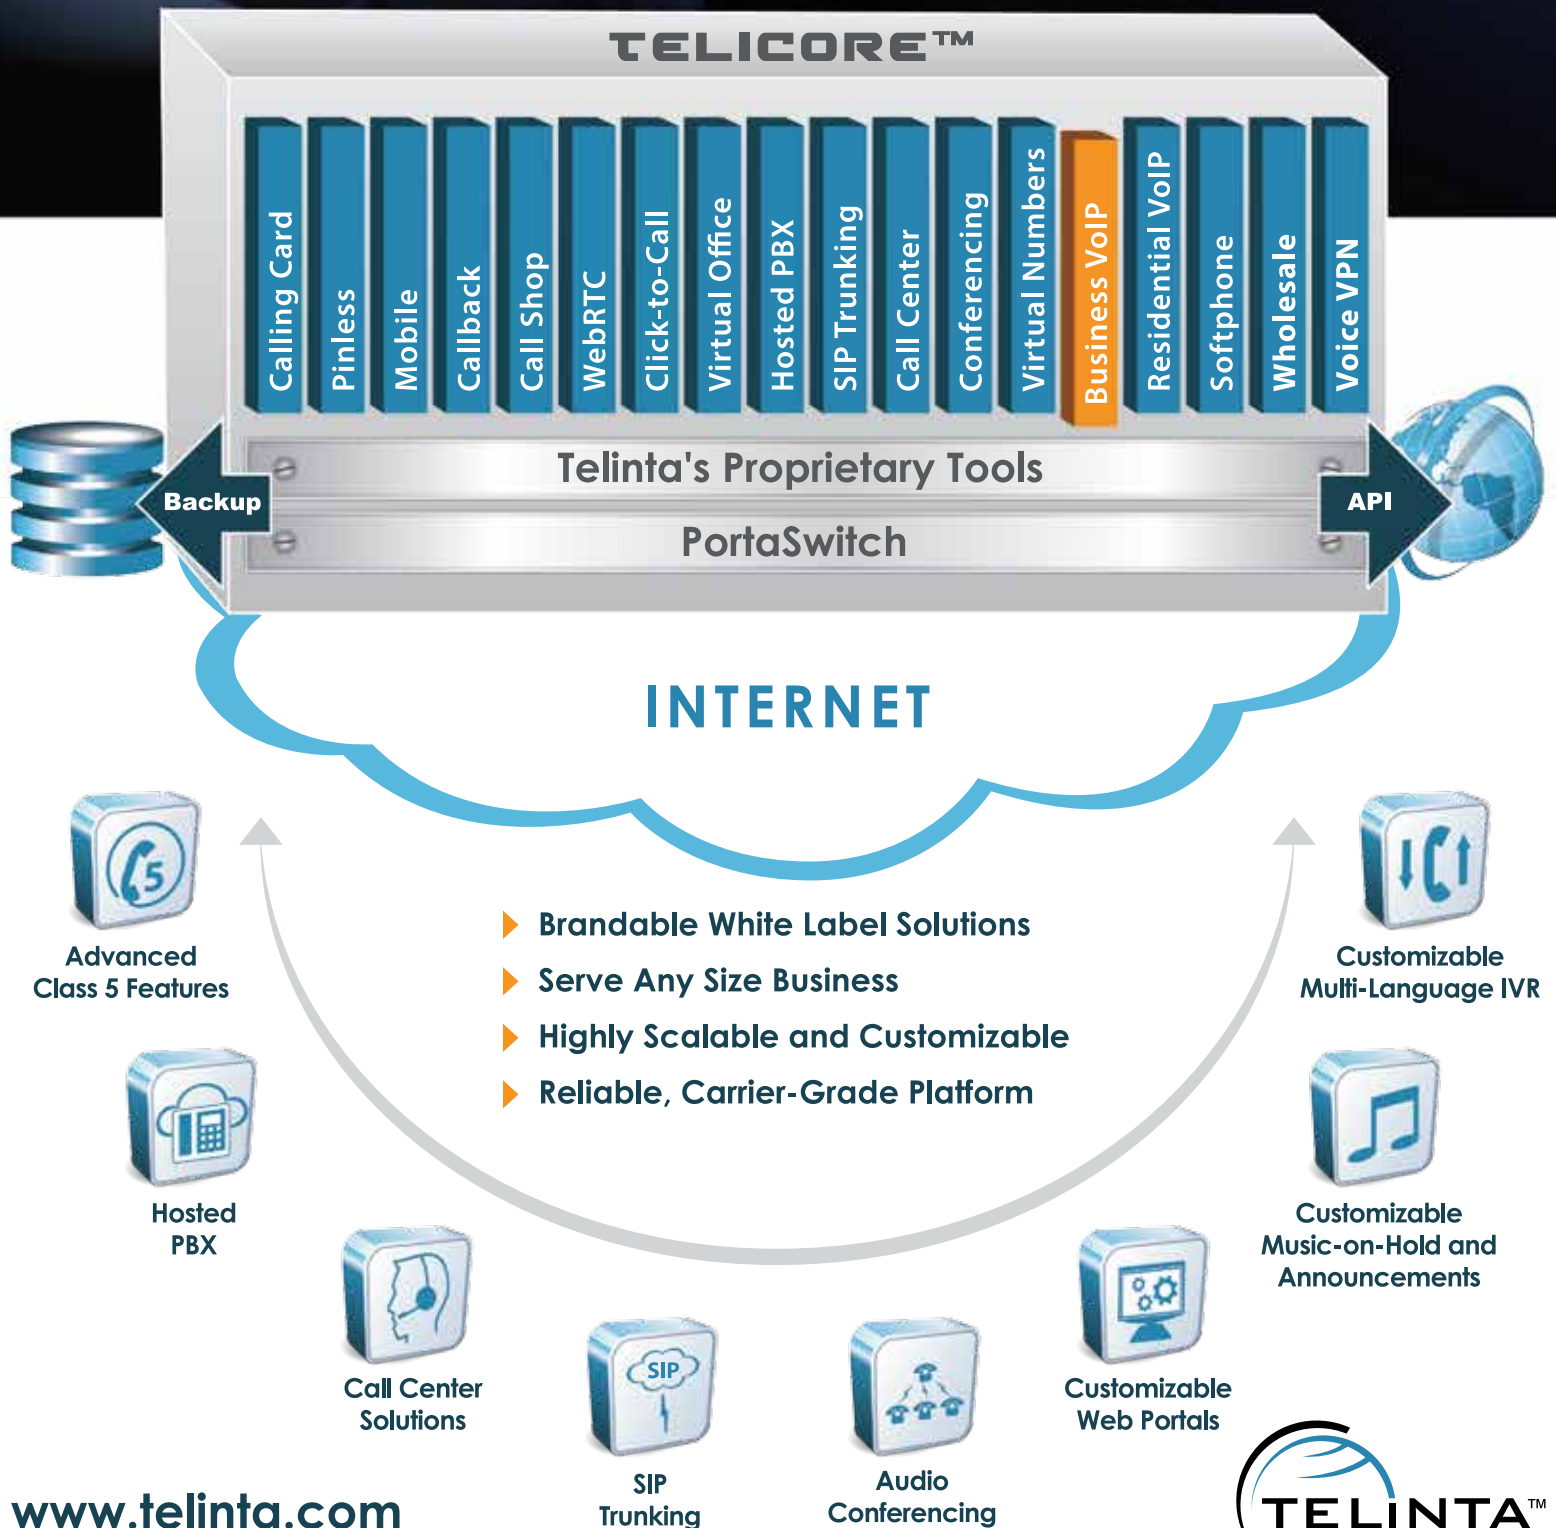 TELICORE™
Calling Card
Pinless
Mobile
Callback
Call Shop
WebRTC
Click-to-Call
Virtual Office
Hosted PBX
SIP Trunking
Call Center
Conferencing
Virtual Numbers
Business VoIP
Residential VoIP
Softphone
Wholesale
Voice VPN
Telinta's Proprietary Tools
Backup
API
PortaSwitch
INTERNET
Brandable White Label Solutions
Serve Any Size Business
Highly Scalable and Customizable
Reliable, Carrier-Grade Platform
5
Advanced
Class 5 Features
Hosted
PBX
Call Center
Solutions
SIP
SIP
Trunking
Audio
Conferencing
Customizable
Web Portals
Customizable
Music-on-Hold and
Announcements
Customizable
Multi-Language IVR
www.telinta.com
TELINTA™